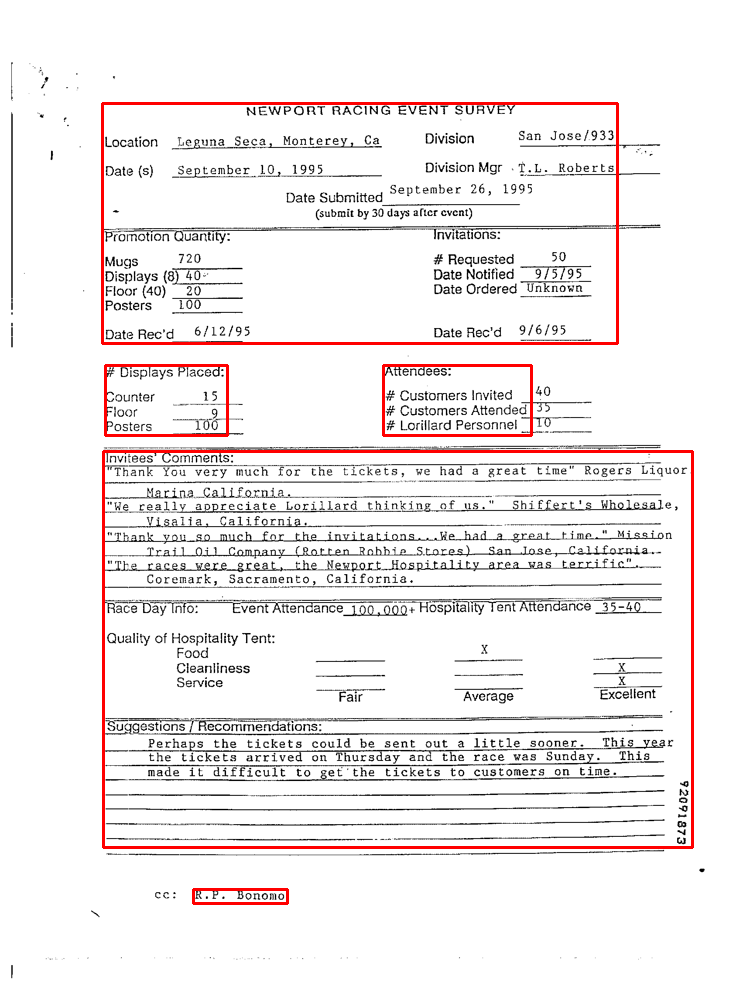 NEWPORT RACING EVENT SURVEY
Location Leguna Seca, Monterey, Ca Division San Jose/933
Date (s) September 10, 1995 Division Mgr T.L. Roberts
Date Submitted September 26, 1995
(submit by 30 days after event)
Promotion Quantity: Invitations:
Mugs 720 # Requested 50
Displays (8) 40 Date Notified 9/5/95
Floor (40) 20 Date Ordered Unknown
Posters 100
Date Rec'd 6/12/95 Date Rec'd 9/6/95
# Displays Placed: Attendees:
Counter 15 # Customers Invited 40
Floor 9 # Customers Attended 35
Posters 100 # Lorillard Personnel 10
Invitees' Comments:
"Thank You very much for the tickets, we had a great time" Rogers Liquor
Marina California.
"We really appreciate Lorillard thinking of us." Shiffert's Wholesale,
Visalia, California.
"Thank you so much for the invitations...We had a great time." Mission
Trail Oil Company (Rotten Robbie Stores) San Jose, California.
"The races were great, the Newport Hospitality area was terrific".
Coremark, Sacramento, California.
Race Day Info: Event Attendance 100,000+ Hospitality Tent Attendance 35-40
Quality of Hospitality Tent:
Food X
Cleanliness X
Service X
Fair Average Excellent
Suggestions / Recommendations:
Perhaps the tickets could be sent out a little sooner. This year
the tickets arrived on Thursday and the race was Sunday. This
made it difficult to get the tickets to customers on time.
92091873
cc: R.P. Bonomo